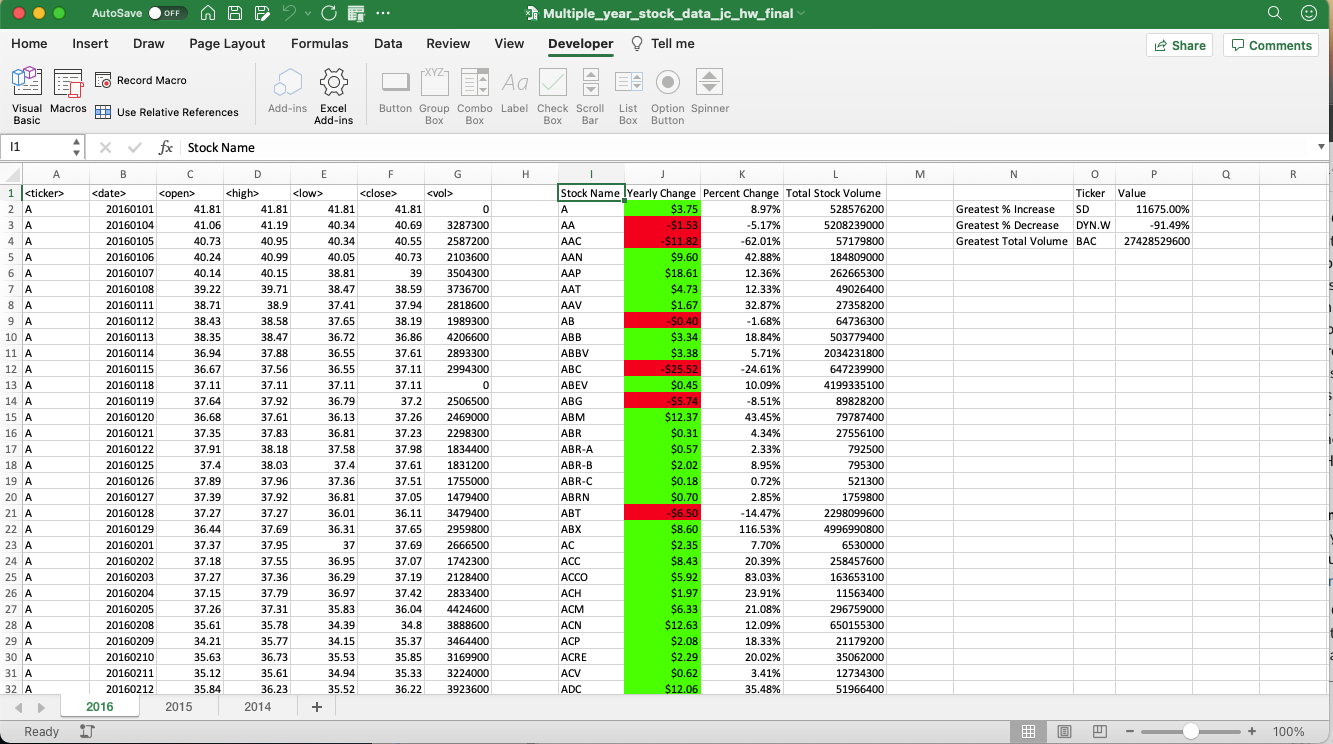 AutoSave OFF Multiple_year_stock_data_jc_hw_final
Home Insert Draw Page Layout Formulas Data Review View Developer Tell me Share Comments
Visual Basic Macros Record Macro Use Relative References Add-ins Excel Add-ins Button Group Box Combo Box Label Check Box Scroll Bar List Box Option Button Spinner
XYZ Aa
I1 fx Stock Name
A B C D E F G H I J K L M N O P Q R
1 <ticker> <date> <open> <high> <low> <close> <vol> Stock Name Yearly Change Percent Change Total Stock Volume Ticker Value
2 A 20160101 41.81 41.81 41.81 41.81 0 A $3.75 8.97% 528576200 Greatest % Increase SD 11675.00%
3 A 20160104 41.06 41.19 40.34 40.69 3287300 AA -$1.53 -5.17% 5208239000 Greatest % Decrease DYN.W -91.49%
4 A 20160105 40.73 40.95 40.34 40.55 2587200 AAC -$11.82 -62.01% 57179800 Greatest Total Volume BAC 27428529600
5 A 20160106 40.24 40.99 40.05 40.73 2103600 AAN $9.60 42.88% 184809000
6 A 20160107 40.14 40.15 38.81 39 3504300 AAP $18.61 12.36% 262665300
7 A 20160108 39.22 39.71 38.47 38.59 3736700 AAT $4.73 12.33% 49026400
8 A 20160111 38.71 38.9 37.41 37.94 2818600 AAV $1.67 32.87% 27358200
9 A 20160112 38.43 38.58 37.65 38.19 1989300 AB -$0.40 -1.68% 64736300
10 A 20160113 38.35 38.47 36.72 36.86 4206600 ABB $3.34 18.84% 503779400
11 A 20160114 36.94 37.88 36.55 37.61 2893300 ABBV $3.38 5.71% 2034231800
12 A 20160115 36.67 37.56 36.55 37.11 2994300 ABC -$25.52 -24.61% 647239900
13 A 20160118 37.11 37.11 37.11 37.11 0 ABEV $0.45 10.09% 4199335100
14 A 20160119 37.64 37.92 36.79 37.2 2506500 ABG -$5.74 -8.51% 89828200
15 A 20160120 36.68 37.61 36.13 37.26 2469000 ABM $12.37 43.45% 79787400
16 A 20160121 37.35 37.83 36.81 37.23 2298300 ABR $0.31 4.34% 27556100
17 A 20160122 37.91 38.18 37.58 37.98 1834400 ABR-A $0.57 2.33% 792500
18 A 20160125 37.4 38.03 37.4 37.61 1831200 ABR-B $2.02 8.95% 795300
19 A 20160126 37.89 37.96 37.36 37.51 1755000 ABR-C $0.18 0.72% 521300
20 A 20160127 37.39 37.92 36.81 37.05 1479400 ABRN $0.70 2.85% 1759800
21 A 20160128 37.27 37.27 36.01 36.11 3479400 ABT -$6.50 -14.47% 2298099600
22 A 20160129 36.44 37.69 36.31 37.65 2959800 ABX $8.60 116.53% 4996990800
23 A 20160201 37.37 37.95 37 37.69 2666500 AC $2.35 7.70% 6530000
24 A 20160202 37.18 37.55 36.95 37.07 1742300 ACC $8.43 20.39% 258457600
25 A 20160203 37.27 37.36 36.29 37.19 2128400 ACCO $5.92 83.03% 163653100
26 A 20160204 37.15 37.79 36.97 37.42 2833400 ACH $1.97 23.91% 11563400
27 A 20160205 37.26 37.31 35.83 36.04 4424600 ACM $6.33 21.08% 296759000
28 A 20160208 35.61 35.78 34.39 34.8 3888600 ACN $12.63 12.09% 650155300
29 A 20160209 34.21 35.77 34.15 35.37 3464400 ACP $2.08 18.33% 21179200
30 A 20160210 35.63 36.73 35.53 35.85 3169900 ACRE $2.29 20.02% 35062000
31 A 20160211 35.12 35.61 34.94 35.33 3224000 ACV $0.62 3.41% 12734300
32 A 20160212 35.84 36.23 35.52 36.22 3923600 ADC $12.06 35.48% 51966400
2016 2015 2014 +
Ready 100%